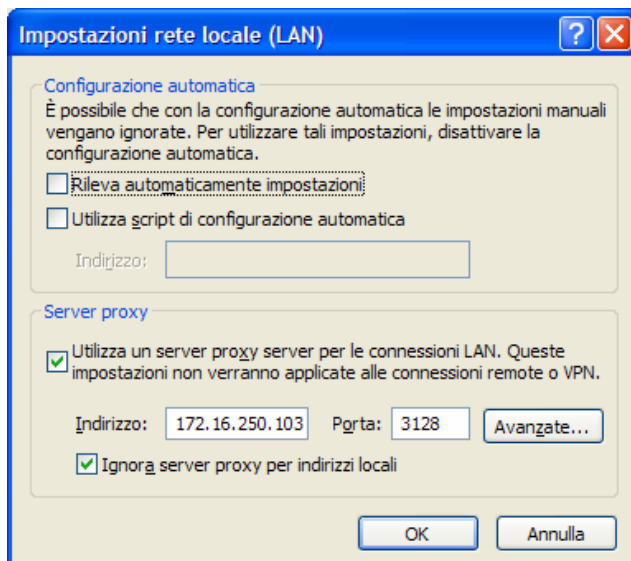 Impostazioni rete locale (LAN)
Configurazione automatica
È possibile che con la configurazione automatica le impostazioni manuali
vengano ignorate. Per utilizzare tali impostazioni, disattivare la
configurazione automatica.
Rileva automaticamente impostazioni
Utilizza script di configurazione automatica
Indirizzo:
Server proxy
Utilizza un server proxy server per le connessioni LAN. Queste
impostazioni non verranno applicate alle connessioni remote o VPN.
Indirizzo: 172.16.250.103 Porta: 3128 Avanzate...
Ignora server proxy per indirizzi locali
OK Annulla